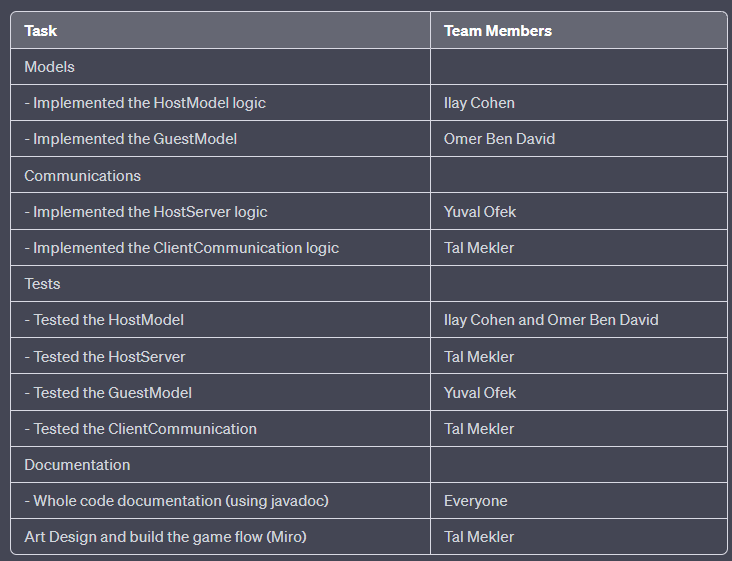 Task Team Members
Models
- Implemented the HostModel logic Ilay Cohen
- Implemented the GuestModel Omer Ben David
Communications
- Implemented the HostServer logic Yuval Ofek
- Implemented the ClientCommunication logic Tal Mekler
Tests
- Tested the HostModel Ilay Cohen and Omer Ben David
- Tested the HostServer Tal Mekler
- Tested the GuestModel Yuval Ofek
- Tested the ClientCommunication Tal Mekler
Documentation
- Whole code documentation (using javadoc) Everyone
Art Design and build the game flow (Miro) Tal Mekler